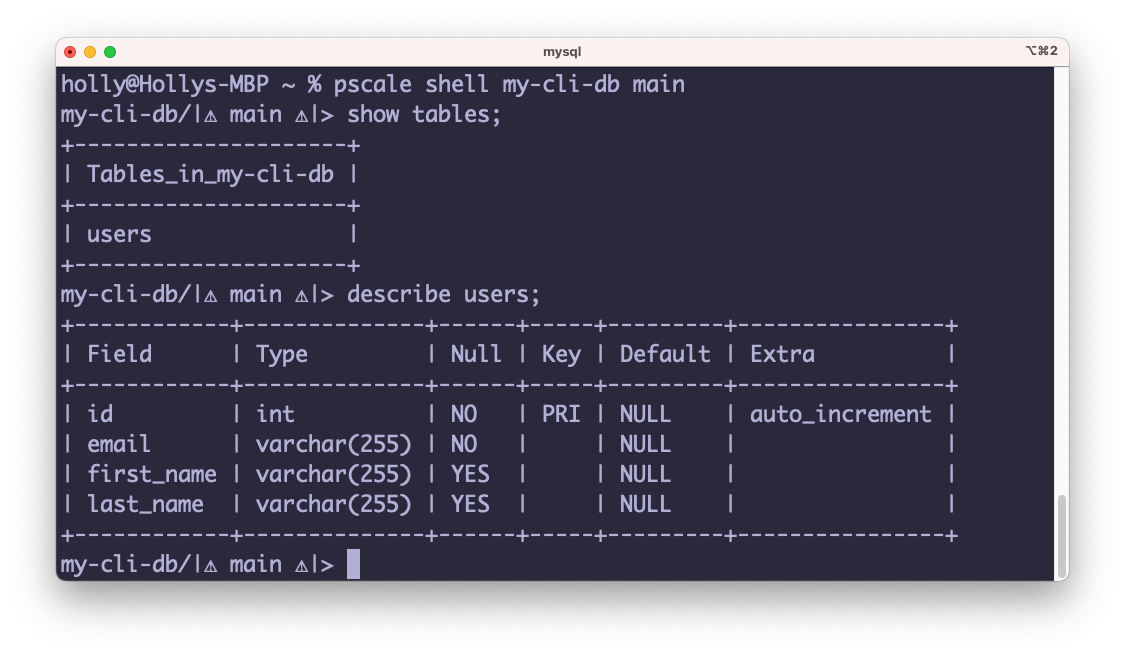 mysql
⌥⌘2
holly@Hollys-MBP ~ % pscale shell my-cli-db main
my-cli-db/|⚠ main ⚠|> show tables;
+---------------------+
| Tables_in_my-cli-db |
+---------------------+
| users               |
+---------------------+
my-cli-db/|⚠ main ⚠|> describe users;
+------------+--------------+------+-----+---------+----------------+
| Field      | Type         | Null | Key | Default | Extra          |
+------------+--------------+------+-----+---------+----------------+
| id         | int          | NO   | PRI | NULL    | auto_increment |
| email      | varchar(255) | NO   |     | NULL    |                |
| first_name | varchar(255) | YES  |     | NULL    |                |
| last_name  | varchar(255) | YES  |     | NULL    |                |
+------------+--------------+------+-----+---------+----------------+
my-cli-db/|⚠ main ⚠|>